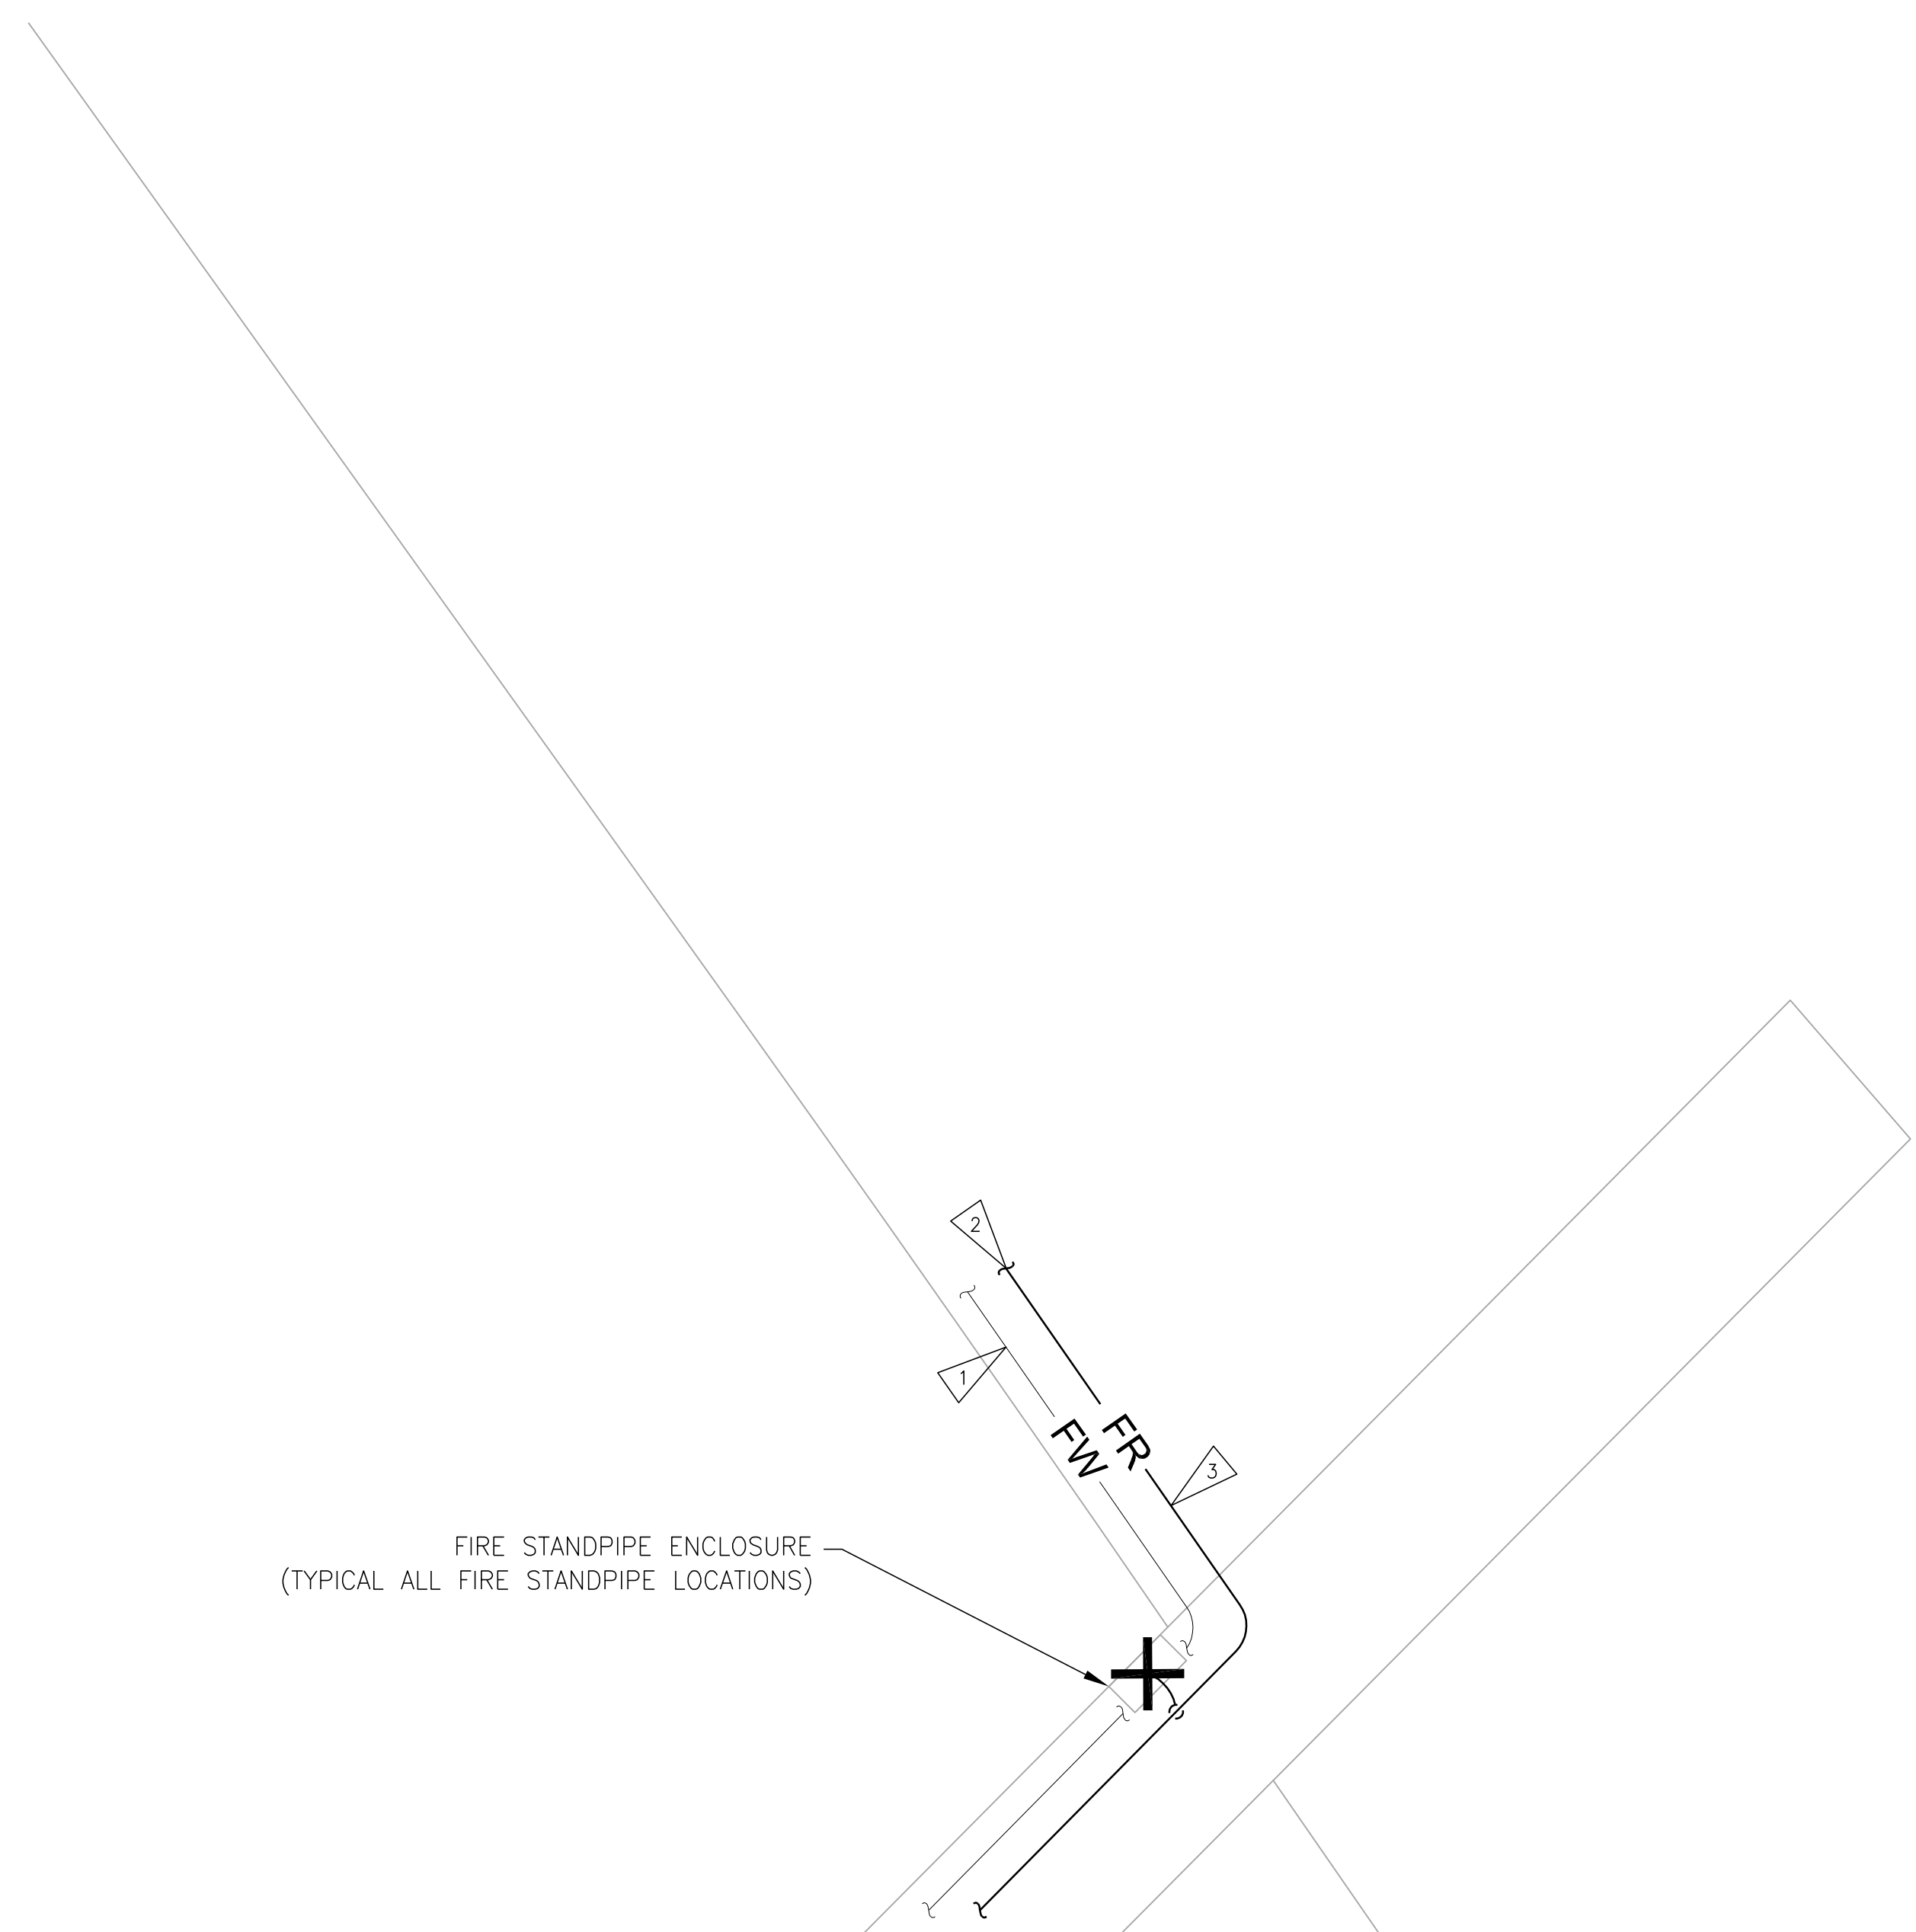 2
1
FR
FW
3
FIRE STANDPIPE ENCLOSURE
(TYPICAL ALL FIRE STANDPIPE LOCATIONS)